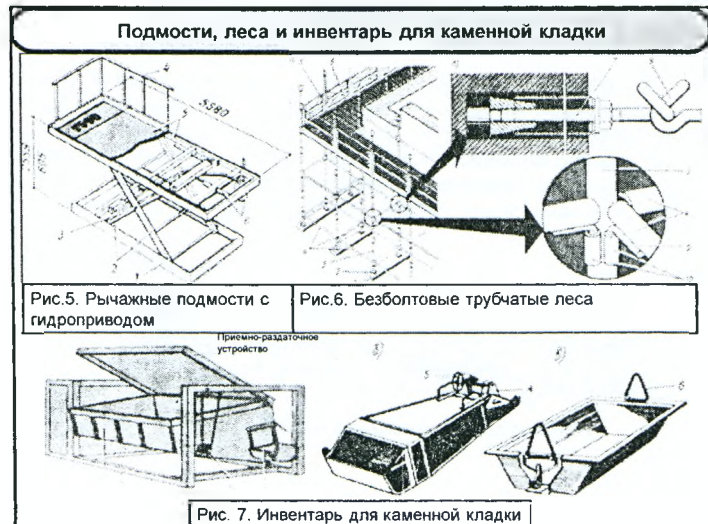 Подмости, леса и инвентарь для каменной кладки
5580
Рис.5. Рычажные подмости с
гидроприводом
Рис.6. Безболтовые трубчатые леса
Приемно-раздаточное
устройство
Рис. 7. Инвентарь для каменной кладки